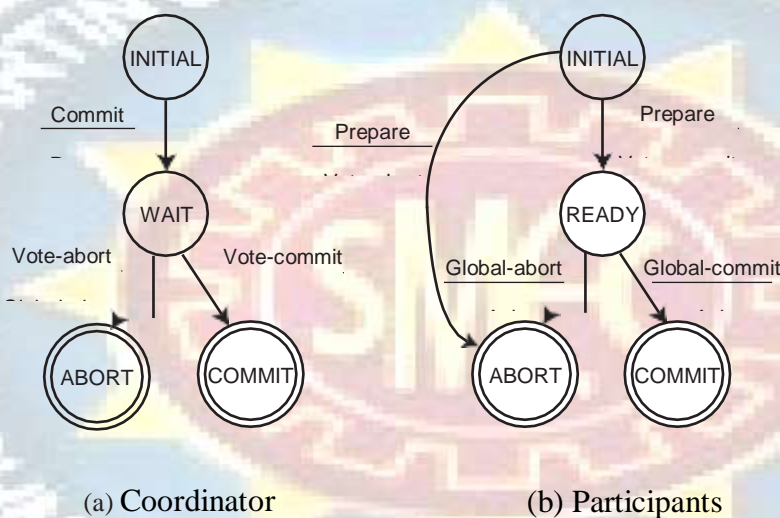 INITIAL
INITIAL
Commit
Prepare
Prepare
WAIT
READY
Vote-abort
Vote-commit
Global-abort
Global-commit
ABORT
COMMIT
ABORT
COMMIT
(a) Coordinator
(b) Participants